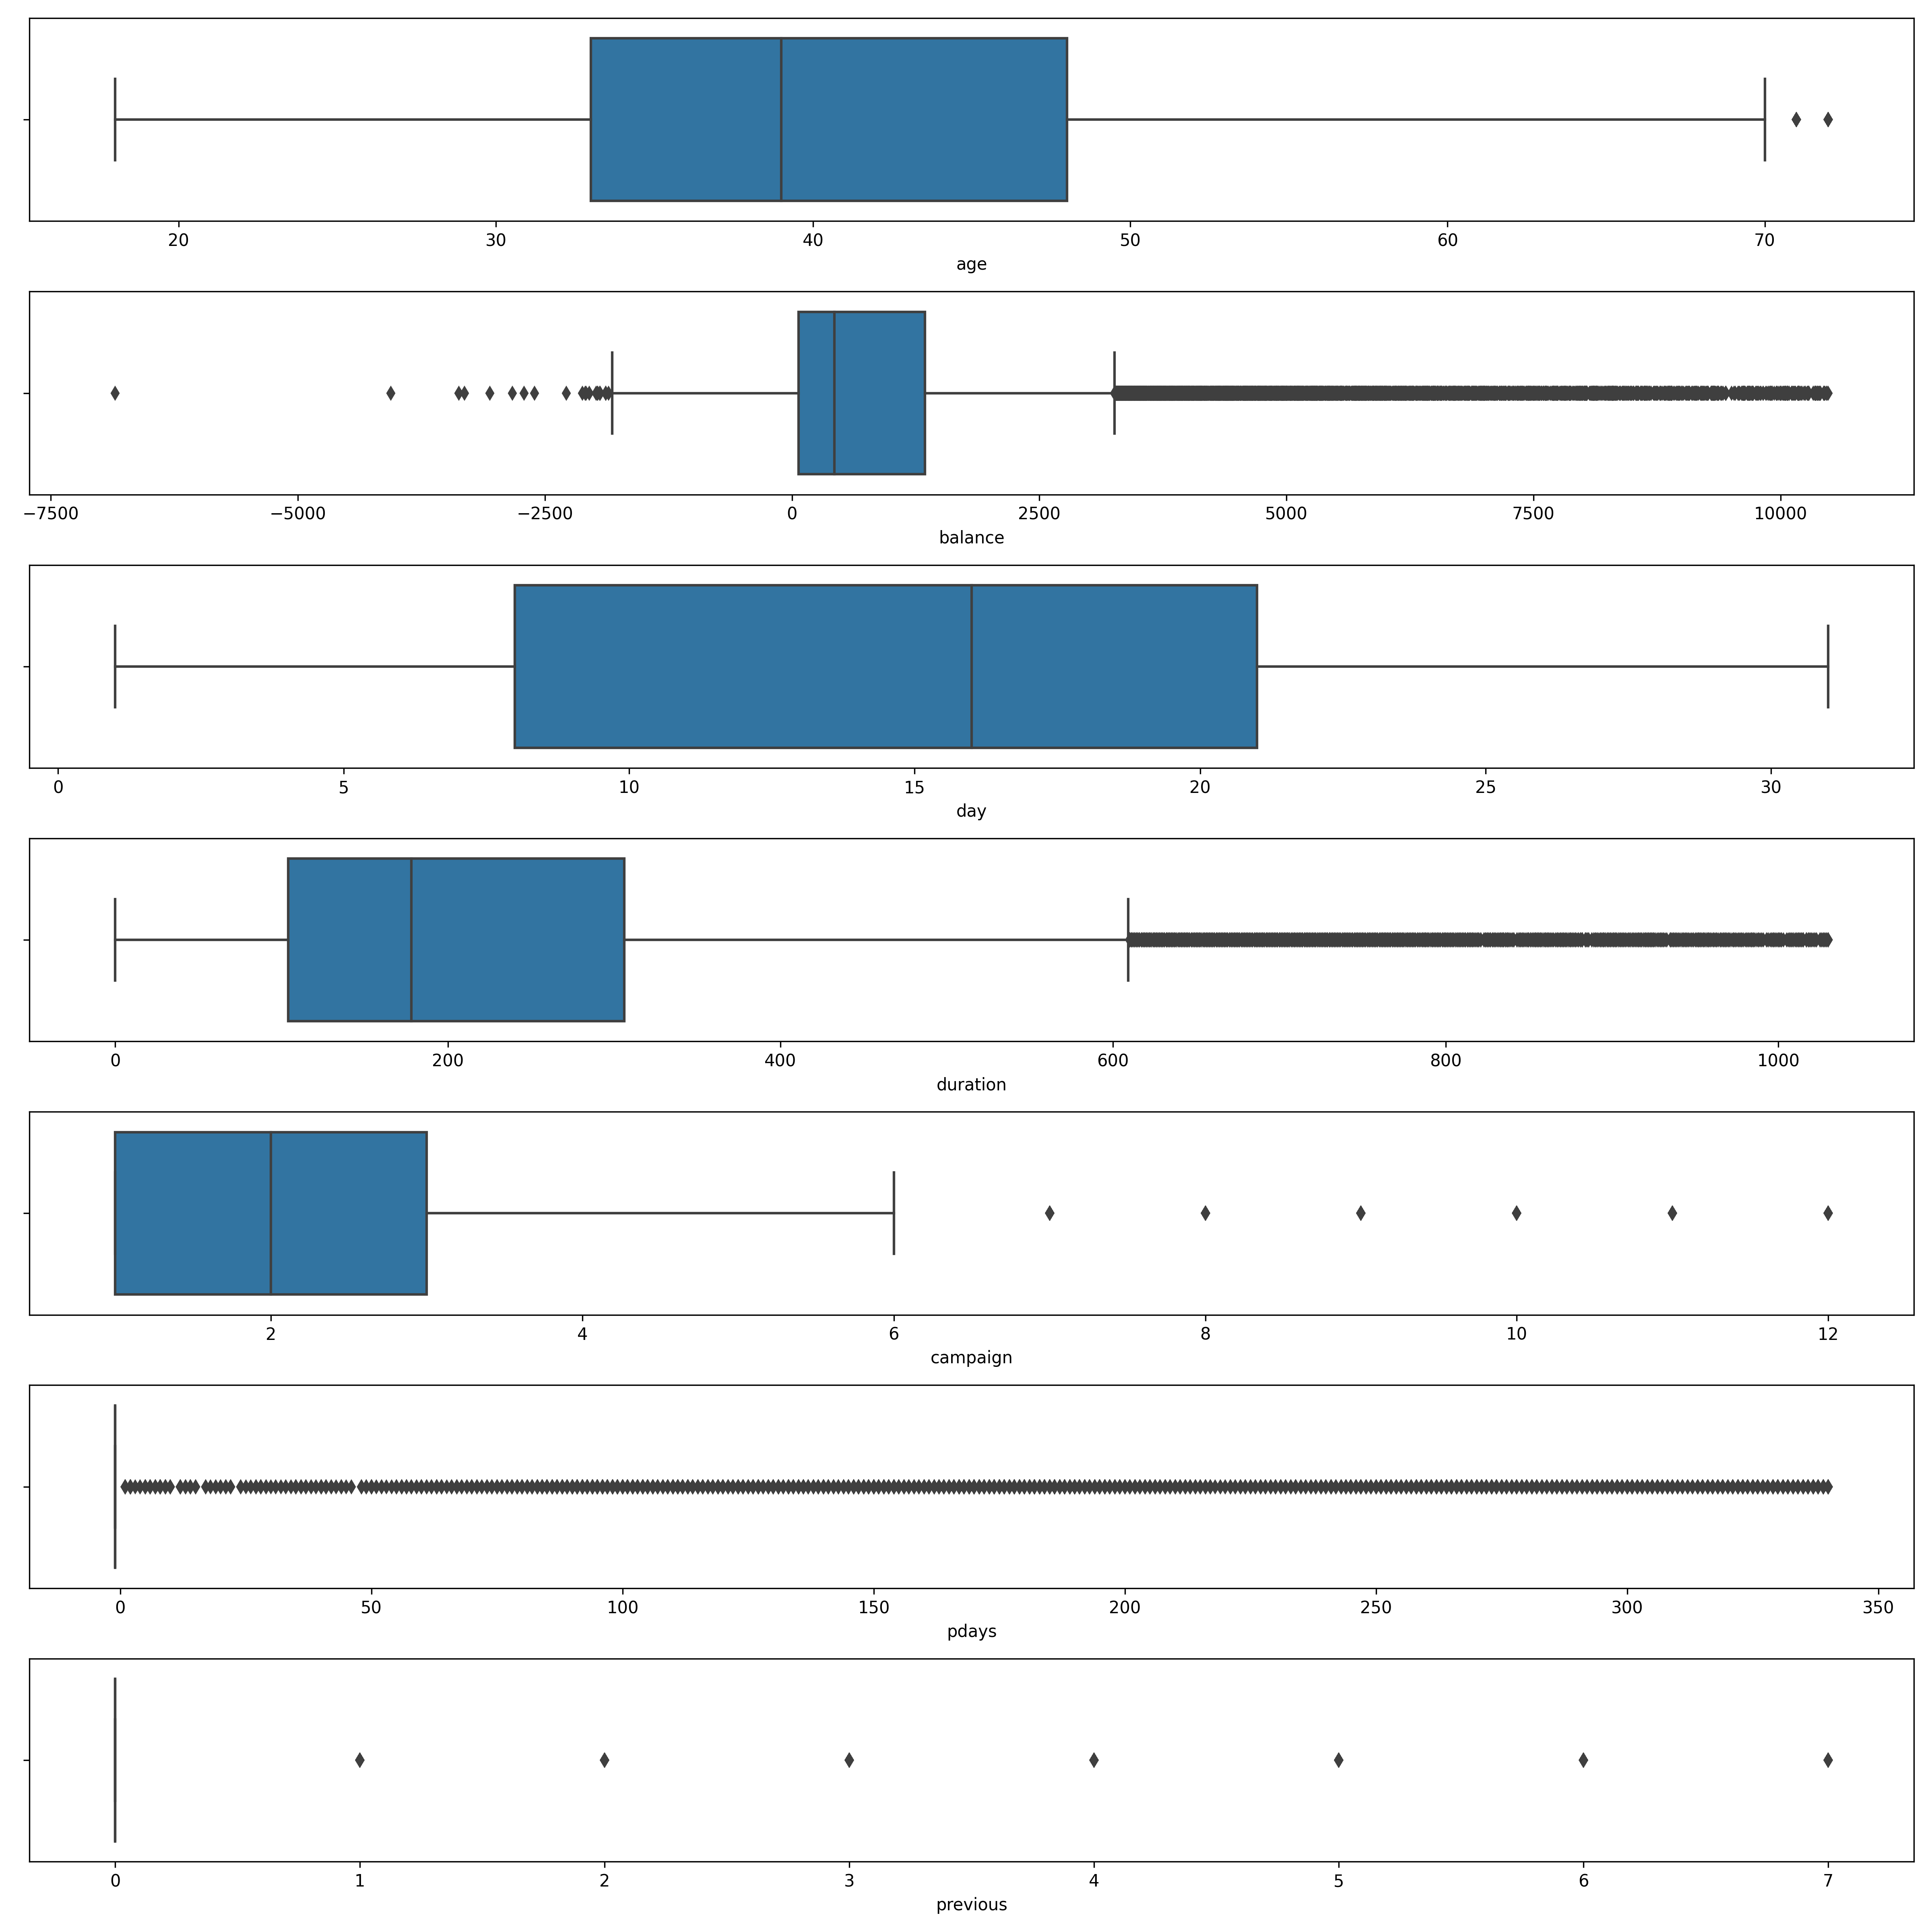 20 30 40 50 60 70
age
−7500 −5000 −2500 0 2500 5000 7500 10000
balance
0 5 10 15 20 25 30
day
0 200 400 600 800 1000
duration
2 4 6 8 10 12
campaign
0 50 100 150 200 250 300 350
pdays
0 1 2 3 4 5 6 7
previous